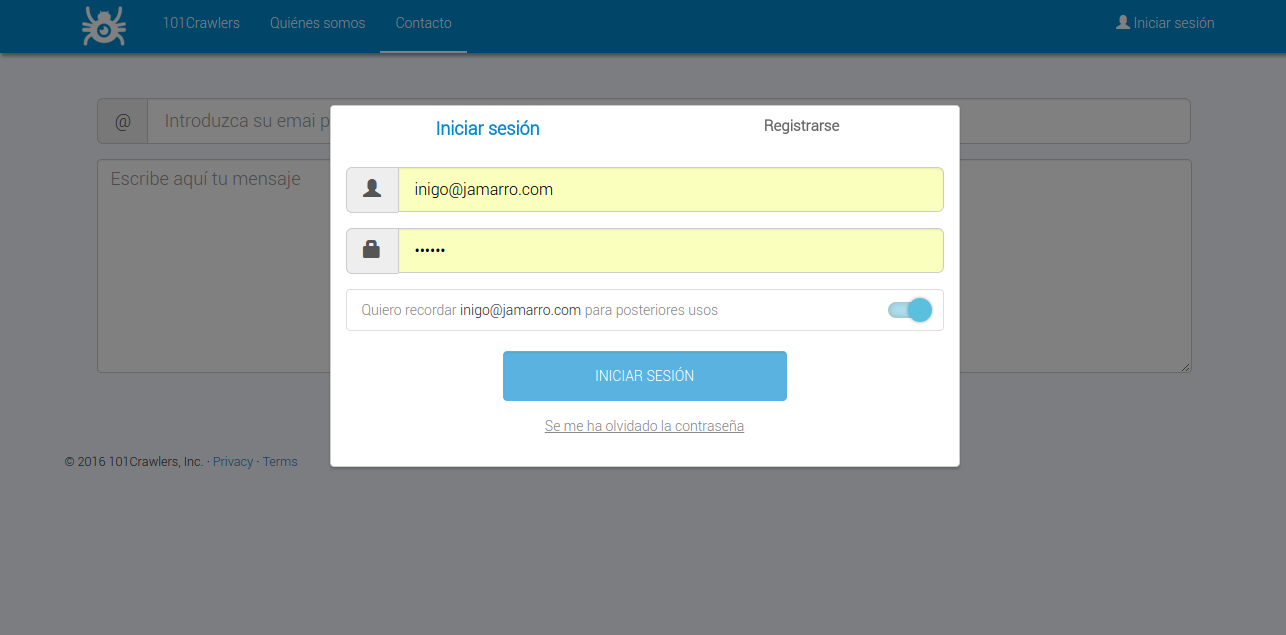 101Crawlers Quiénes somos Contacto Iniciar sesión
@ Introduzca su emai p
Escribe aquí tu mensaje
Iniciar sesión Registrarse
inigo@jamarro.com
••••••
Quiero recordar inigo@jamarro.com para posteriores usos
INICIAR SESIÓN
Se me ha olvidado la contraseña
© 2016 101Crawlers, Inc. · Privacy · Terms